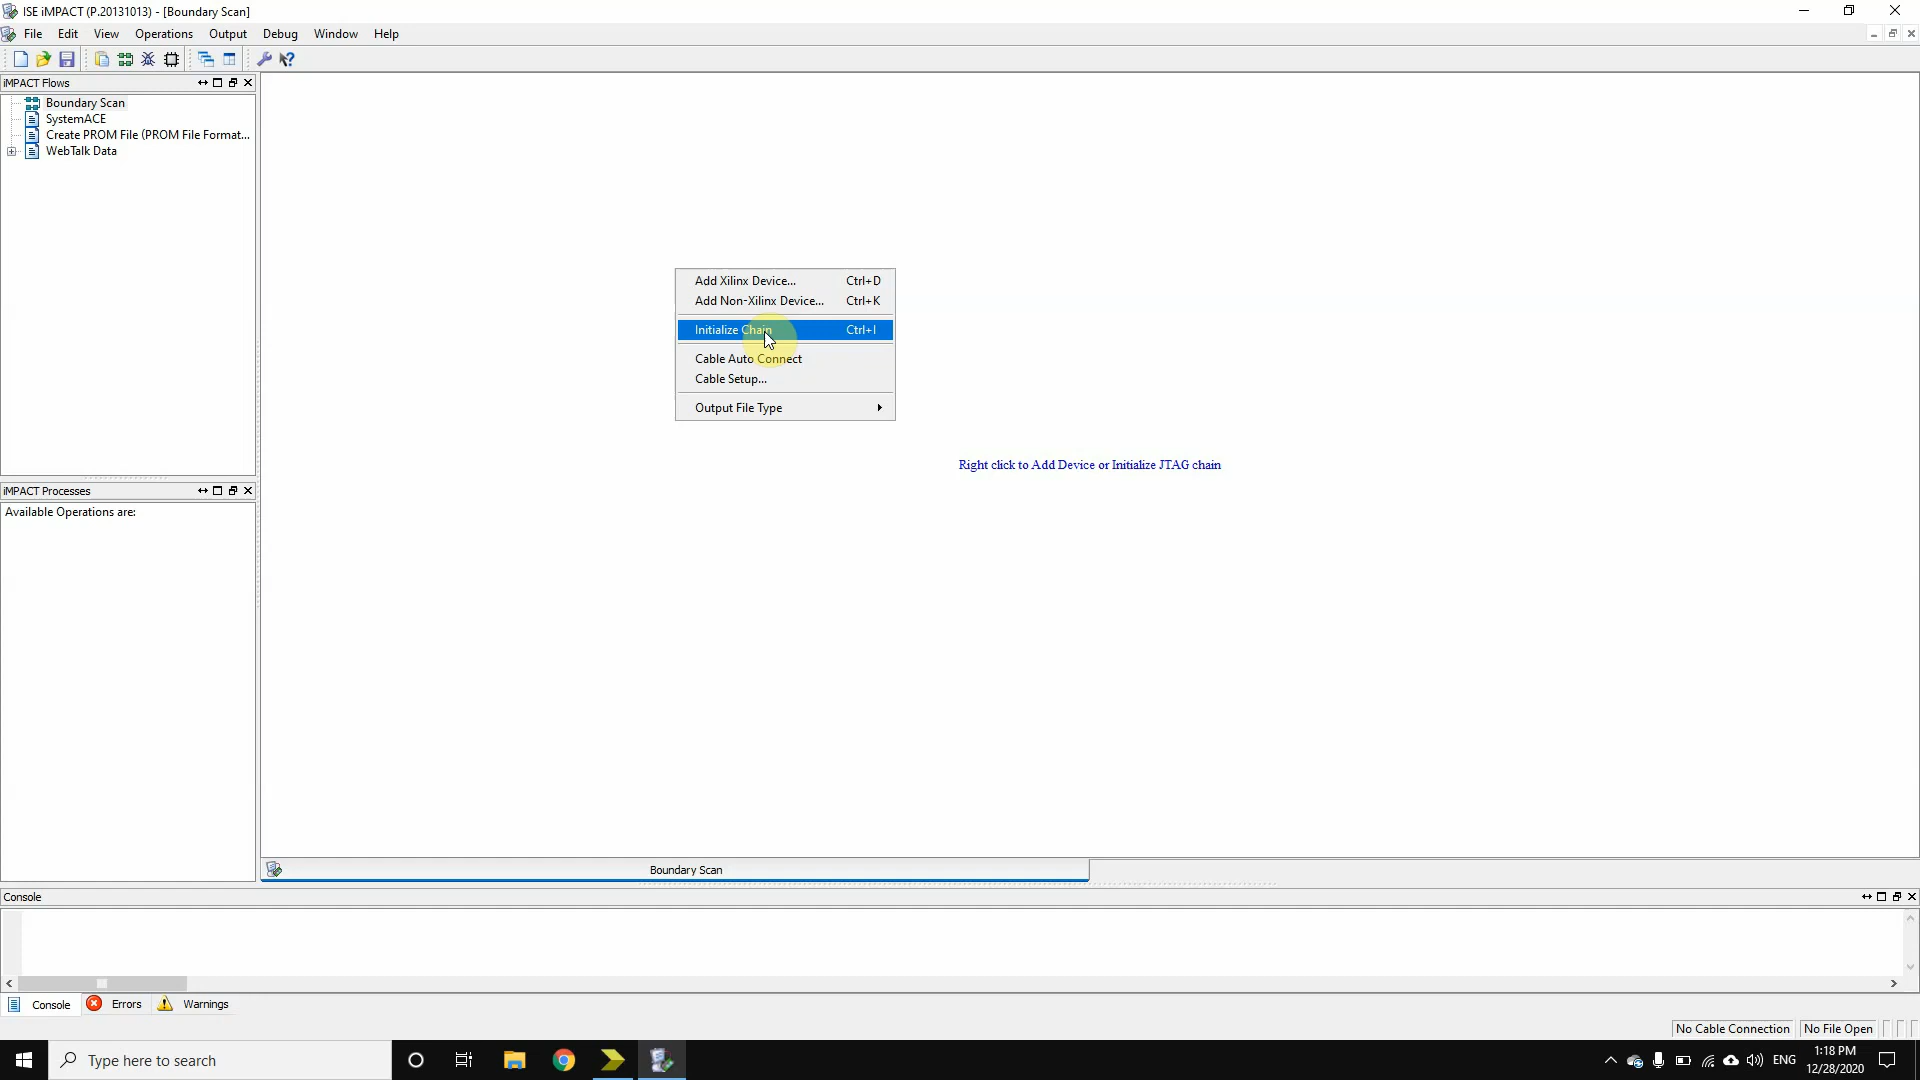 ISE iMPACT (P.20131013) - [Boundary Scan]
File Edit View Operations Output Debug Window Help
iMPACT Flows
Boundary Scan
SystemACE
Create PROM File (PROM File Format...
WebTalk Data
Add Xilinx Device... Ctrl+D
Add Non-Xilinx Device... Ctrl+K
Initialize Chain Ctrl+I
Cable Auto Connect
Cable Setup...
Output File Type
Right click to Add Device or Initialize JTAG chain
iMPACT Processes
Available Operations are:
Boundary Scan
Console
Console Errors Warnings
No Cable Connection No File Open
Type here to search
ENG
1:18 PM
12/28/2020